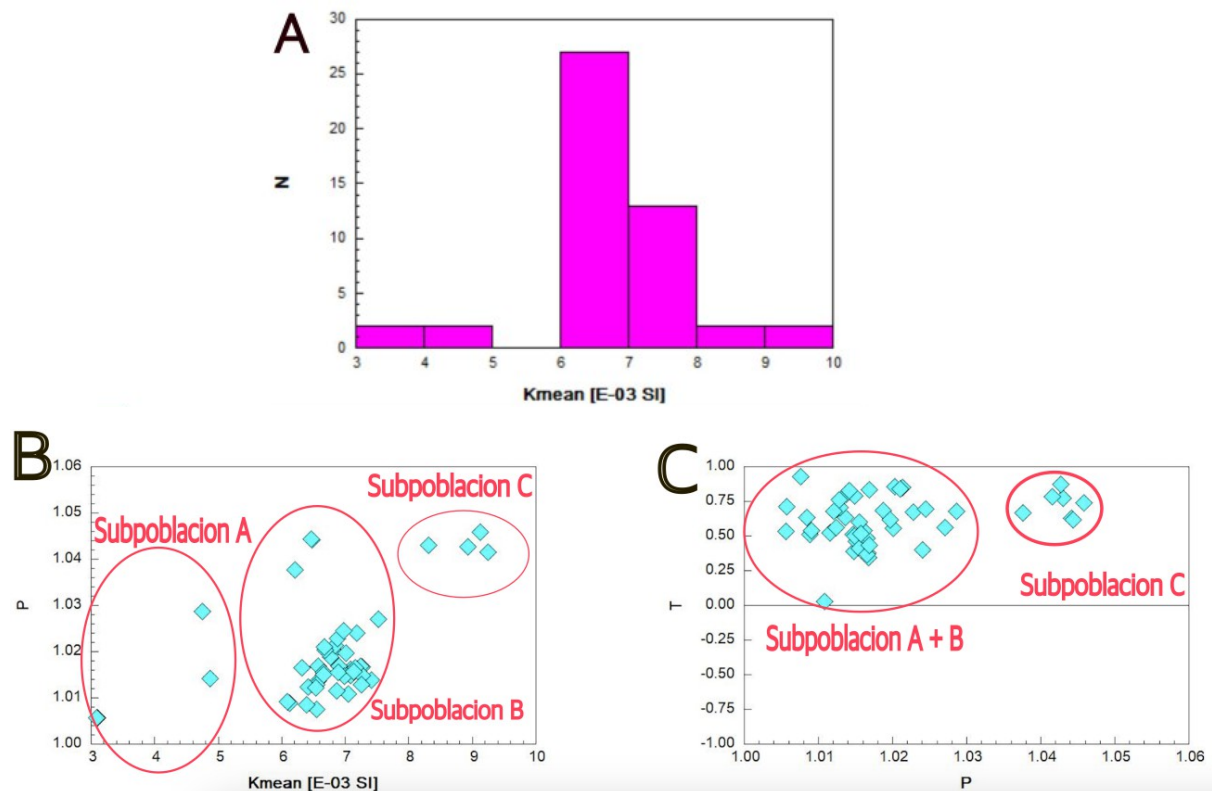 A
30
25
20
15
10
5
0
N
3 4 5 6 7 8 9 10
Kmean [E-03 SI]
B
1.06
1.05
1.04
1.03
1.02
1.01
1.00
P
Subpoblacion A
Subpoblacion C
Subpoblacion B
3 4 5 6 7 8 9 10
Kmean [E-03 SI]
C
1.00
0.75
0.50
0.25
0.00
-0.25
-0.50
-0.75
-1.00
T
Subpoblacion C
Subpoblacion A + B
1.00 1.01 1.02 1.03 1.04 1.05 1.06
P